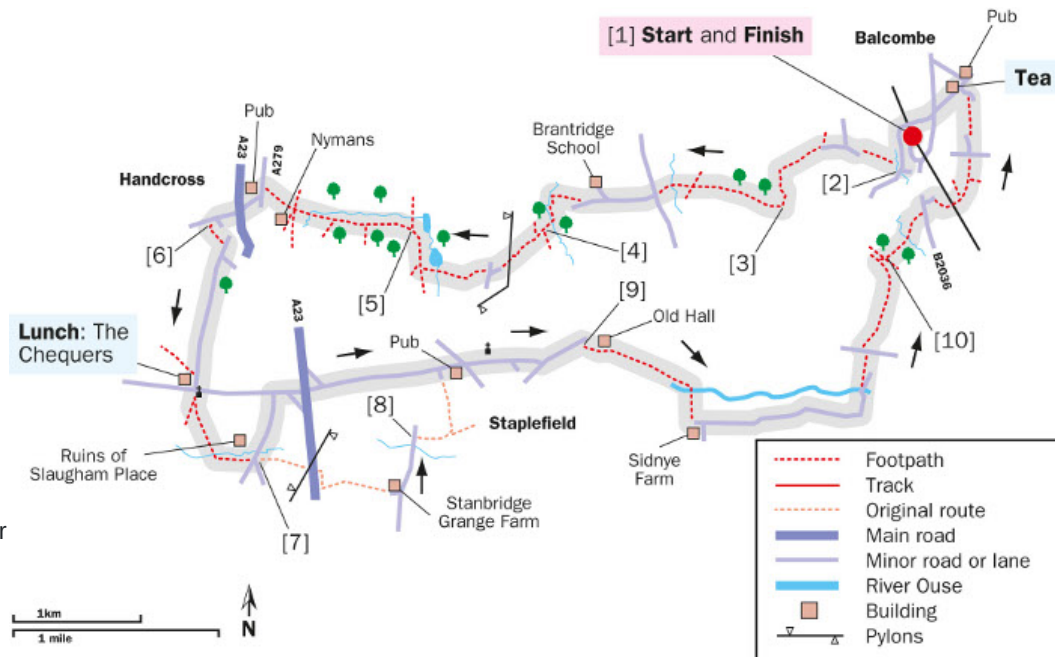 [1] Start and Finish
Balcombe
Pub
Tea
Pub
A23
A279
Nymans
Handcross
Brantridge
School
[2]
[3]
[4]
[5]
[6]
B2036
[10]
[9]
Old Hall
A23
Lunch: The
Chequers
Pub
[8]
Staplefield
Ruins of
Slaugham Place
Sidnye
Farm
Stanbridge
Grange Farm
[7]
r
1km
1 mile
N
Footpath
Track
Original route
Main road
Minor road or lane
River Ouse
Building
Pylons